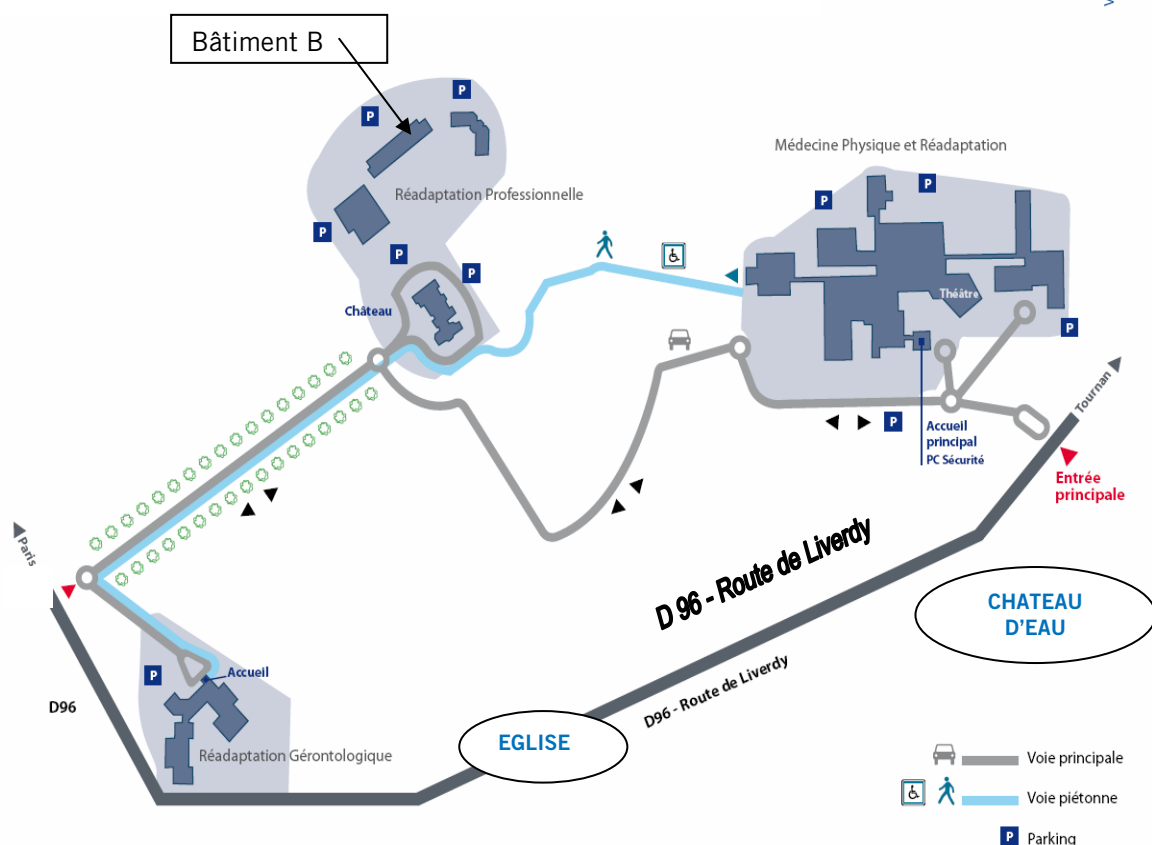 Bâtiment B
P
P
Médecine Physique et Réadaptation
P
P
Réadaptation Professionnelle
P
P
P
Château
Théâtre
P
Tournan
P
Accueil
principal
PC Sécurité
Entrée
principale
Paris
D 96 - Route de Liverdy
CHATEAU
D'EAU
D96 - Route de Liverdy
P
Accueil
D96
EGLISE
Réadaptation Gérontologique
Voie principale
Voie piétonne
P Parking